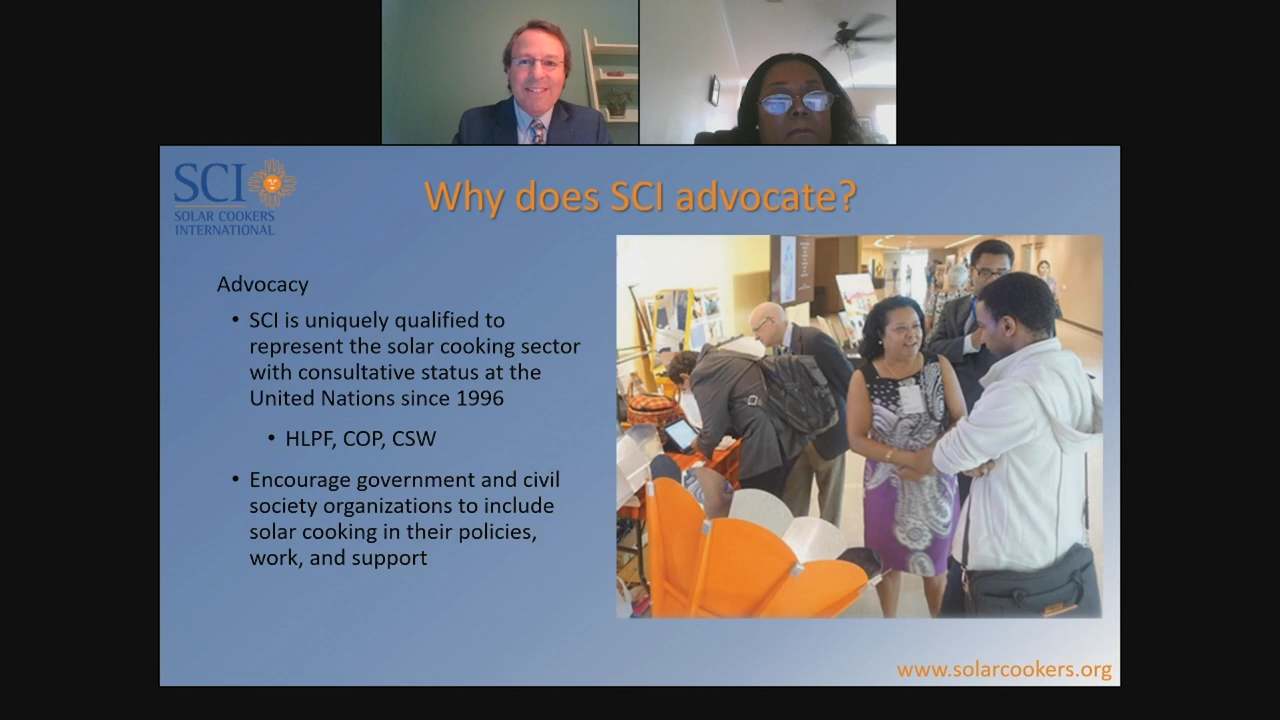 SCI
SOLAR COOKERS
INTERNATIONAL
Why does SCI advocate?
Advocacy
• SCI is uniquely qualified to
represent the solar cooking sector
with consultative status at the
United Nations since 1996
• HLPF, COP, CSW
• Encourage government and civil
society organizations to include
solar cooking in their policies,
work, and support
www.solarcookers.org